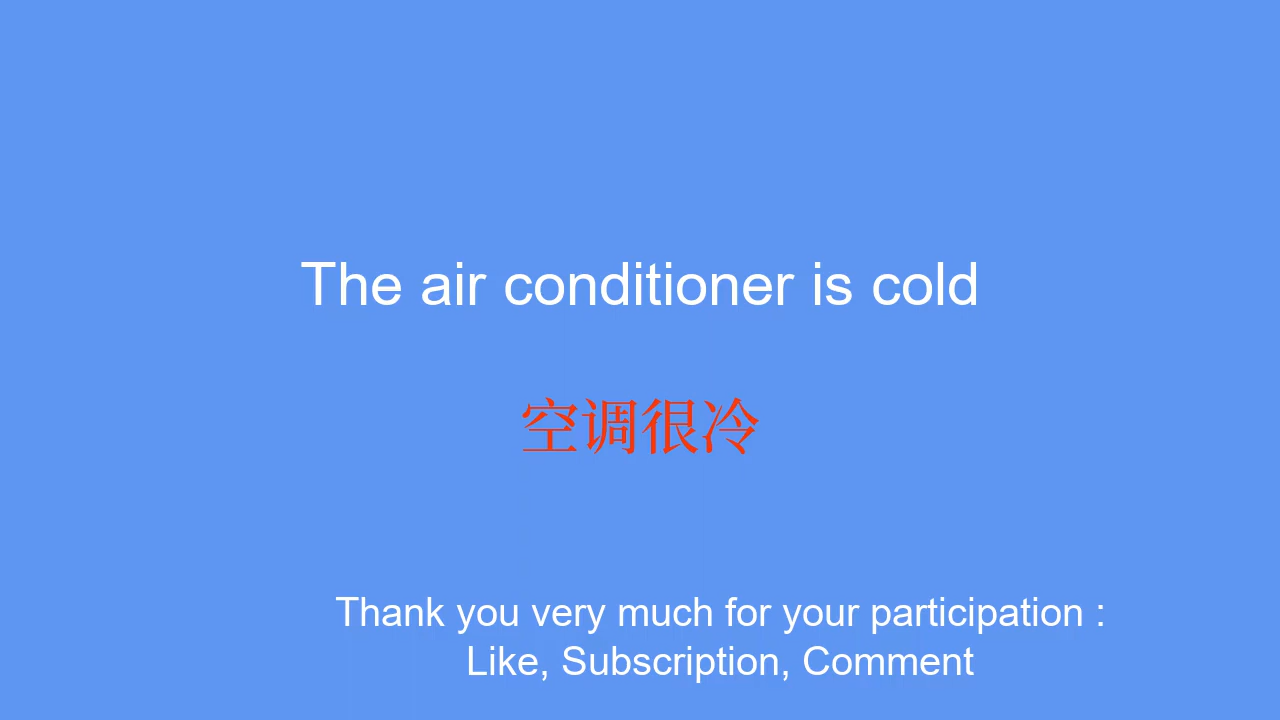 The air conditioner is cold
空调很冷
Thank you very much for your participation :
Like, Subscription, Comment